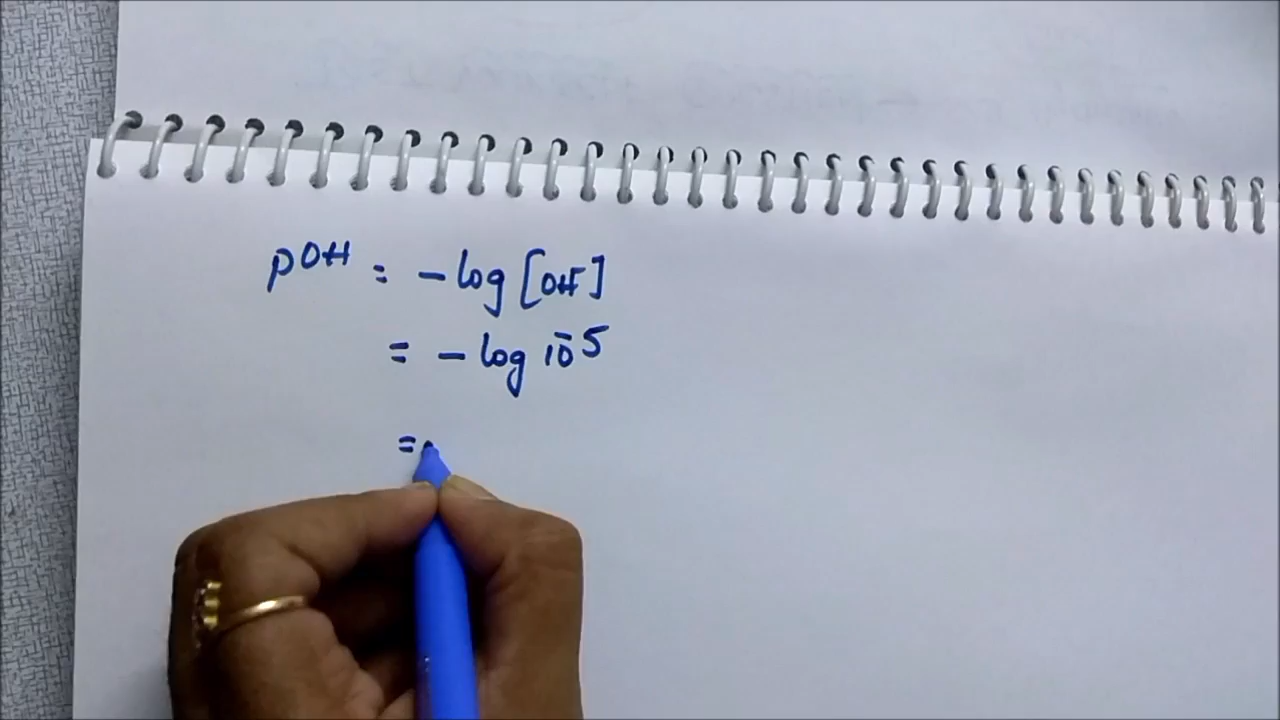 pOH = -log [OH⁻]
= -log 10⁻⁵
=